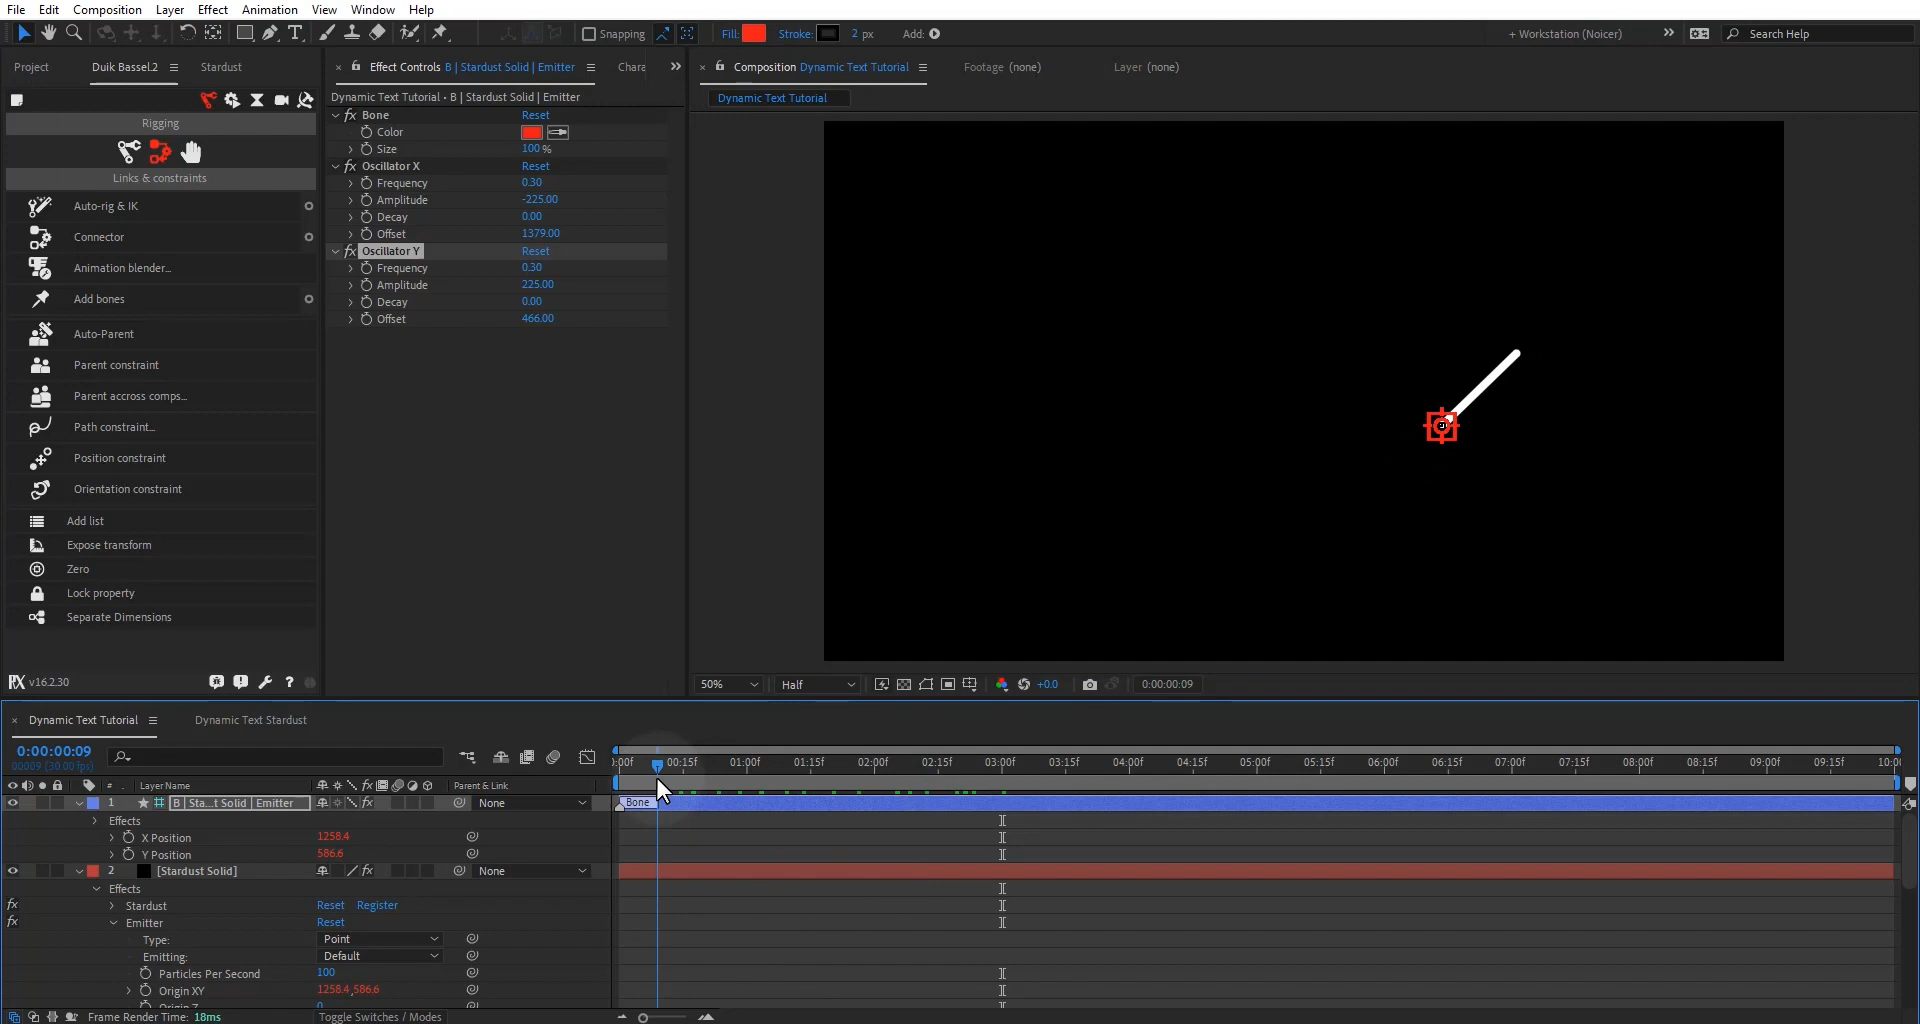 File Edit Composition Layer Effect Animation View Window Help
Snapping Fill: Stroke: 2 px Add: + Workstation (Noicer) Search Help
Project Duik Bassel.2 Stardust
Effect Controls B | Stardust Solid | Emitter Chara
Composition Dynamic Text Tutorial Footage (none) Layer (none)
Dynamic Text Tutorial • B | Stardust Solid | Emitter
Dynamic Text Tutorial
Rigging
Links & constraints
Auto-rig & IK
Connector
Animation blender...
Add bones
Auto-Parent
Parent constraint
Parent accross comps...
Path constraint...
Position constraint
Orientation constraint
Add list
Expose transform
Zero
Lock property
Separate Dimensions
v16.2.30
fx Bone Reset
Color
Size 100 %
fx Oscillator X Reset
Frequency 0.30
Amplitude -225.00
Decay 0.00
Offset 1379.00
fx Oscillator Y Reset
Frequency 0.30
Amplitude 225.00
Decay 0.00
Offset 466.00
50% Half +0.0 0:00:00:09
Dynamic Text Tutorial Dynamic Text Stardust
0:00:00:09
00009 (30.00 fps)
:00f 00:15f 01:00f 01:15f 02:00f 02:15f 03:00f 03:15f 04:00f 04:15f 05:00f 05:15f 06:00f 06:15f 07:00f 07:15f 08:00f 08:15f 09:00f 09:15f 10:0
# Layer Name fx Parent & Link
1 B | Sta...t Solid | Emitter fx None Bone
Effects
X Position 1258.4
Y Position 586.6
2 [Stardust Solid] fx None
Effects
fx Stardust Reset Register
fx Emitter Reset
Type: Point
Emitting: Default
Particles Per Second 100
Origin XY 1258.4,586.6
Origin Z 0
Frame Render Time: 18ms Toggle Switches / Modes